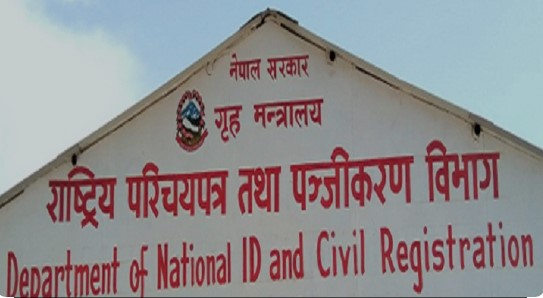 नेपाल सरकार
गृह मन्त्रालय
राष्ट्रिय परिचयपत्र तथा पञ्जीकरण विभाग
Department of National ID and Civil Registration